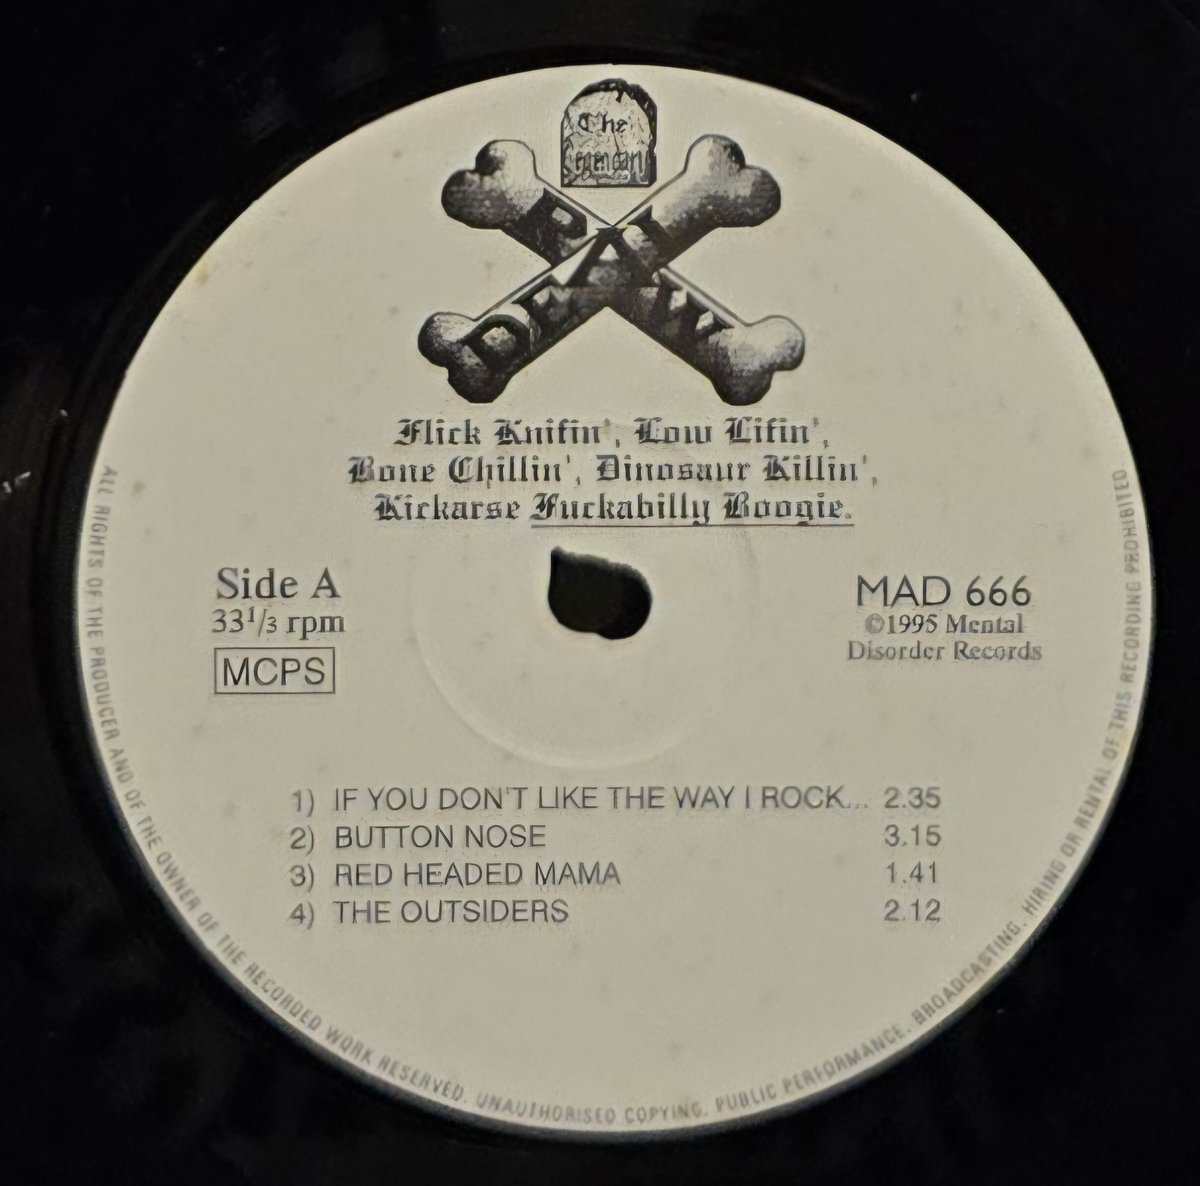 The
Legendary
RAW
DEAL
Flick Knifin', Low Lifin',
Bone Chillin', Dinosaur Killin',
Kickarse Fuckabilly Boogie.
Side A
33¹/₃ rpm
MCPS
MAD 666
©1995 Mental
Disorder Records
1) IF YOU DON'T LIKE THE WAY I ROCK... 2.35
2) BUTTON NOSE 3.15
3) RED HEADED MAMA 1.41
4) THE OUTSIDERS 2.12
ALL RIGHTS OF THE PRODUCER AND OF THE OWNER OF THE RECORDED WORK RESERVED. UNAUTHORISED COPYING, PUBLIC PERFORMANCE, BROADCASTING, HIRING OR RENTAL OF THIS RECORDING PROHIBITED